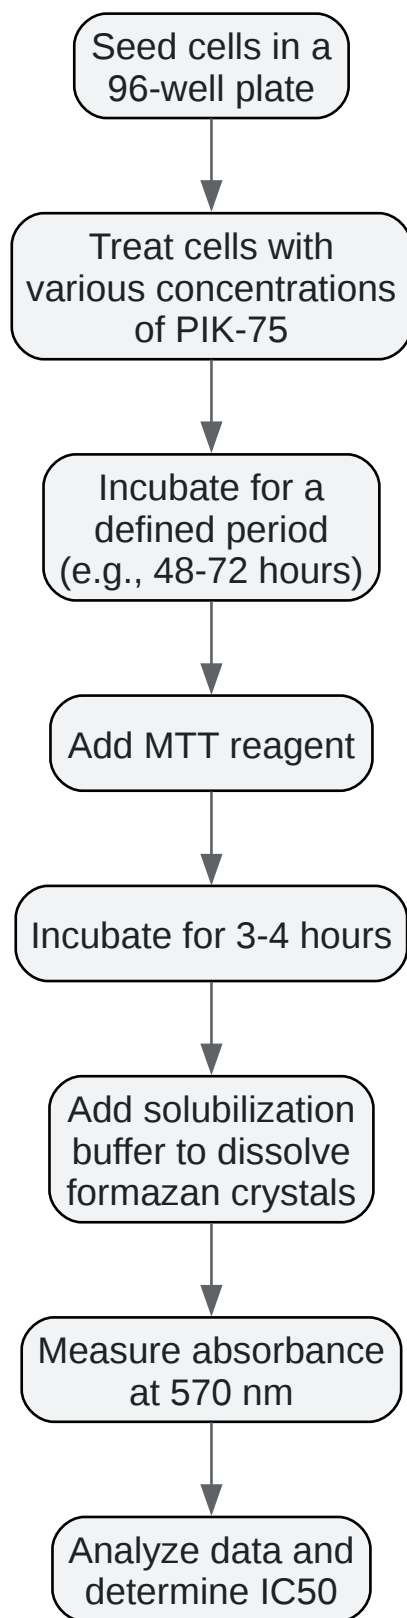 Seed cells in a
96-well plate
Treat cells with
various concentrations
of PIK-75
Incubate for a
defined period
(e.g., 48-72 hours)
Add MTT reagent
Incubate for 3-4 hours
Add solubilization
buffer to dissolve
formazan crystals
Measure absorbance
at 570 nm
Analyze data and
determine IC50